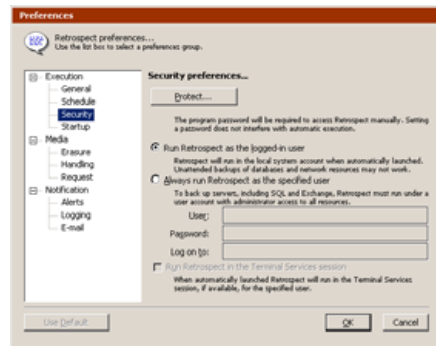 Preferences
Retrospect preferences...
Use the list box to select a preferences group.
Execution
General
Schedule
Security
Startup
Media
Erasure
Handling
Request
Notification
Alerts
Logging
E-mail
Security preferences...
Protect...
The program password will be required to access Retrospect manually. Setting
a password does not interfere with automatic execution.
Run Retrospect as the logged-in user
Retrospect will run in the local system account when automatically launched.
Unattended backups of databases and network resources may not work.
Always run Retrospect as the specified user
To back up servers, including SQL and Exchange, Retrospect must run under a
user account with administrator access to all resources.
User:
Password:
Log on to:
Run Retrospect in the Terminal Services session
When automatically launched Retrospect will run in the Terminal Services
session, if available, for the specified user.
Use Default
OK
Cancel